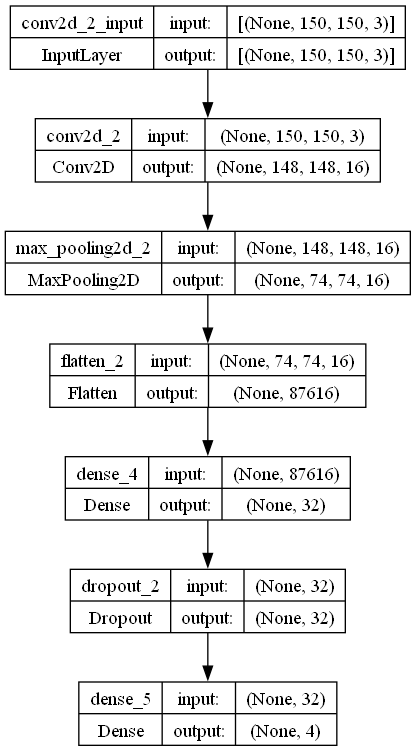 conv2d_2_input input: [(None, 150, 150, 3)]
InputLayer output: [(None, 150, 150, 3)]
conv2d_2 input: (None, 150, 150, 3)
Conv2D output: (None, 148, 148, 16)
max_pooling2d_2 input: (None, 148, 148, 16)
MaxPooling2D output: (None, 74, 74, 16)
flatten_2 input: (None, 74, 74, 16)
Flatten output: (None, 87616)
dense_4 input: (None, 87616)
Dense output: (None, 32)
dropout_2 input: (None, 32)
Dropout output: (None, 32)
dense_5 input: (None, 32)
Dense output: (None, 4)